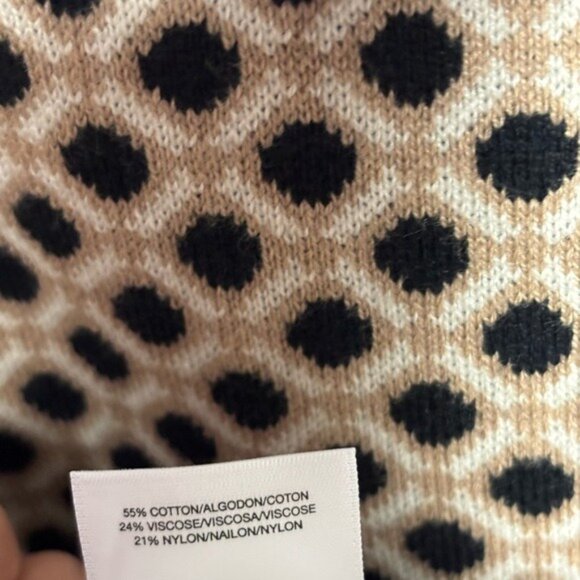 55% COTTON/ALGODON/COTON
24% VISCOSE/VISCOSA/VISCOSE
21% NYLON/NAILON/NYLON